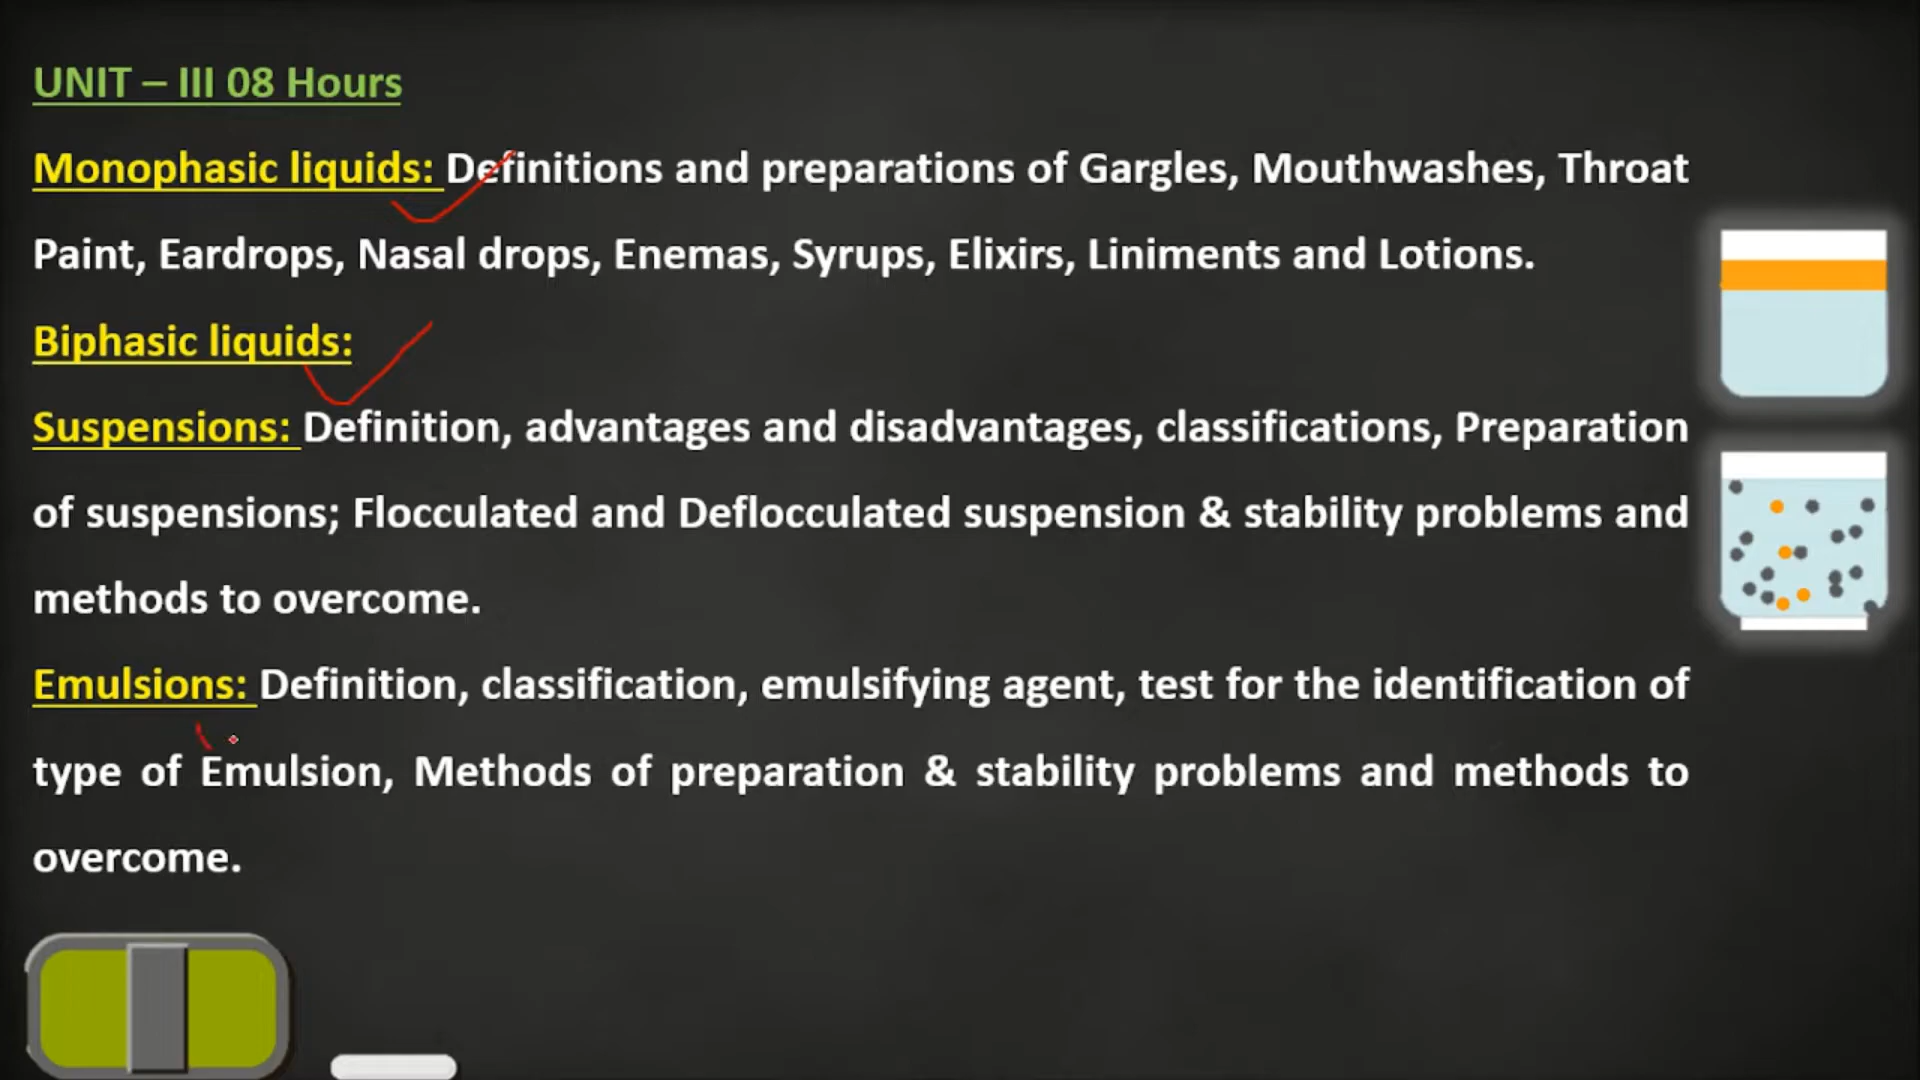 UNIT – III 08 Hours
Monophasic liquids: Definitions and preparations of Gargles, Mouthwashes, Throat
Paint, Eardrops, Nasal drops, Enemas, Syrups, Elixirs, Liniments and Lotions.
Biphasic liquids:
Suspensions: Definition, advantages and disadvantages, classifications, Preparation
of suspensions; Flocculated and Deflocculated suspension & stability problems and
methods to overcome.
Emulsions: Definition, classification, emulsifying agent, test for the identification of
type of Emulsion, Methods of preparation & stability problems and methods to
overcome.